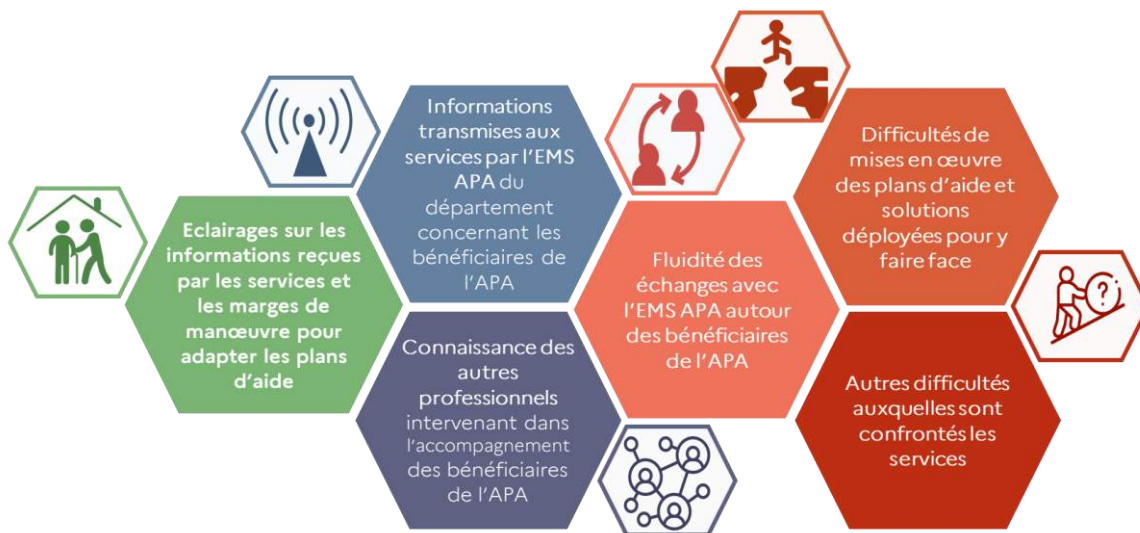 Eclairages sur les
informations reçues
par les services et
les marges de
manœuvre pour
adapter les plans
d’aide
Informations
transmises aux
services par l’EMS
APA du
département
concernant les
bénéficiaires de
l’APA
Connaissance des
autres
professionnels
intervenant dans
l’accompagnement
des bénéficiaires
de l’APA
Fluidité des
échanges avec
l’EMS APA autour
des bénéficiaires
de l’APA
Difficultés de
mises en œuvre
des plans d’aide et
solutions
déployées pour y
faire face
?
Autres difficultés
auxquelles sont
confrontés les
services